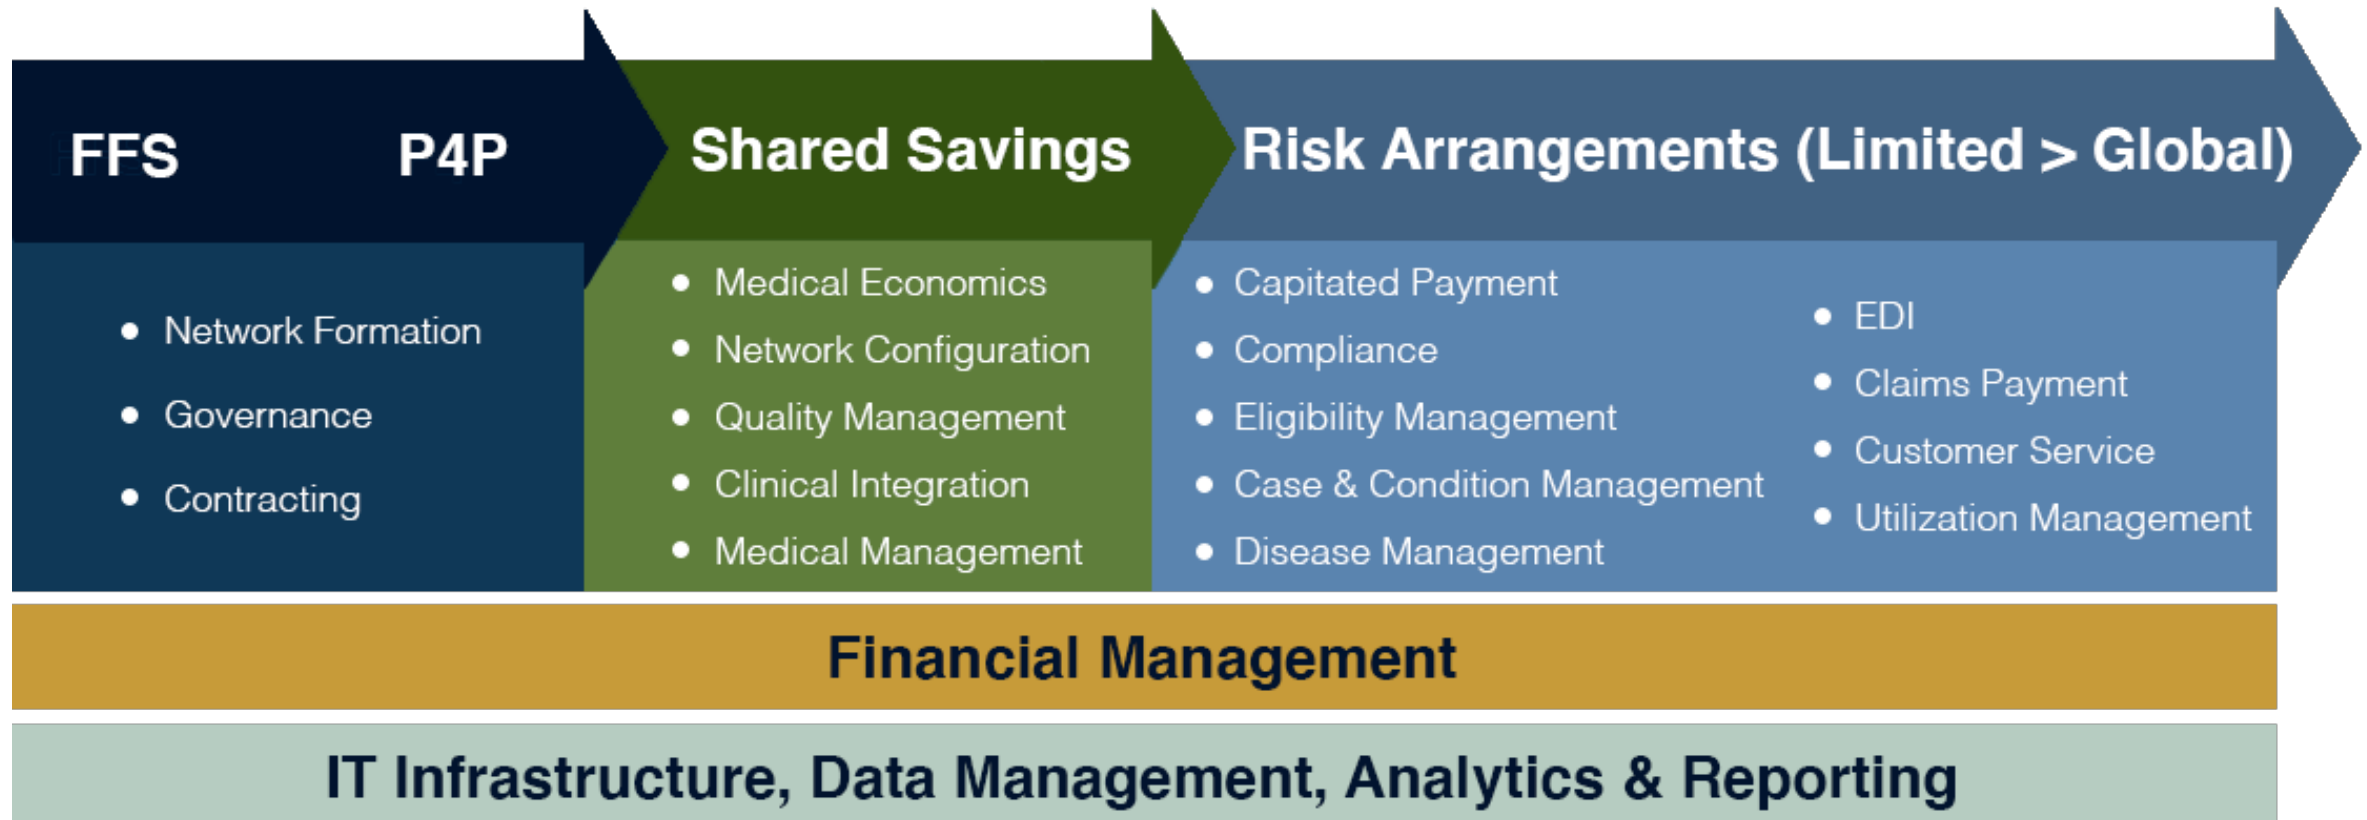 FFS P4P
Shared Savings
Risk Arrangements (Limited > Global)
• Network Formation
• Governance
• Contracting
• Medical Economics
• Network Configuration
• Quality Management
• Clinical Integration
• Medical Management
• Capitated Payment
• Compliance
• Eligibility Management
• Case & Condition Management
• Disease Management
• EDI
• Claims Payment
• Customer Service
• Utilization Management
Financial Management
IT Infrastructure, Data Management, Analytics & Reporting